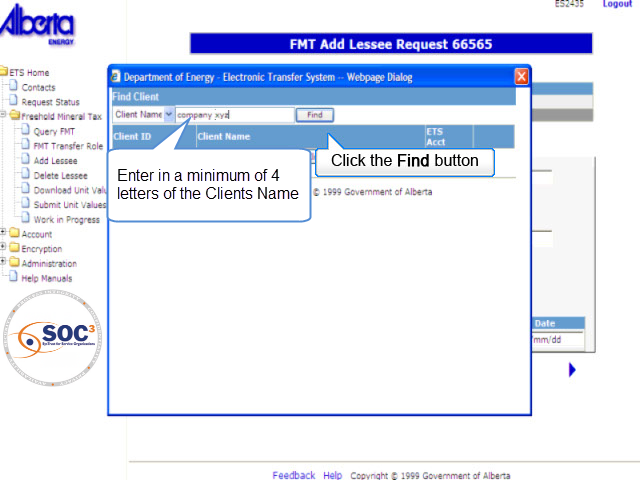 Alberta
ENERGY
ES2435 Logout
FMT Add Lessee Request 66565
ETS Home
Contacts
Request Status
Freehold Mineral Tax
Query FMT
FMT Transfer Role
Add Lessee
Delete Lessee
Download Unit Valu
Submit Unit Values
Work in Progress
Account
Encryption
Administration
Help Manuals
SOC3
SysTrust for Service Organizations
Department of Energy - Electronic Transfer System -- Webpage Dialog
Find Client
Client Name company xyz Find
Client ID Client Name ETS Acct
Enter in a minimum of 4
letters of the Clients Name
Click the Find button
© 1999 Government of Alberta
Date
/mm/dd
Feedback Help Copyright © 1999 Government of Alberta